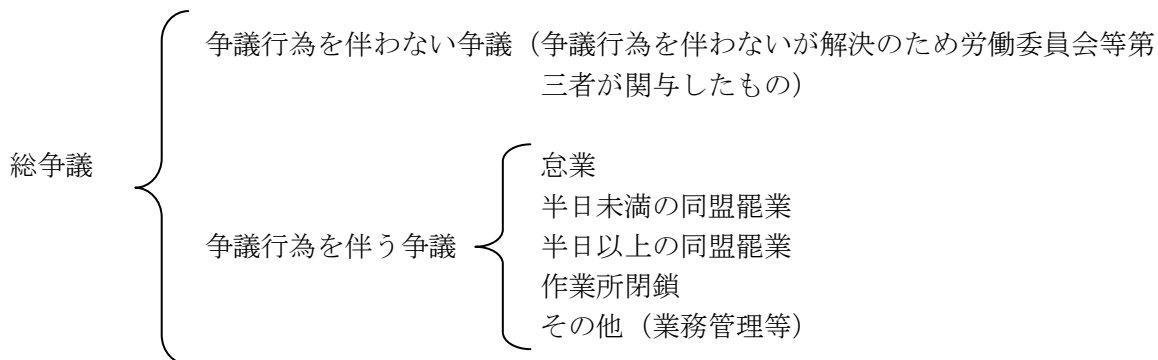 争議行為を伴わない争議（争議行為を伴わないが解決のため労働委員会等第
三者が関与したもの）
総争議
怠業
半日未満の同盟罷業
争議行為を伴う争議
半日以上の同盟罷業
作業所閉鎖
その他（業務管理等）